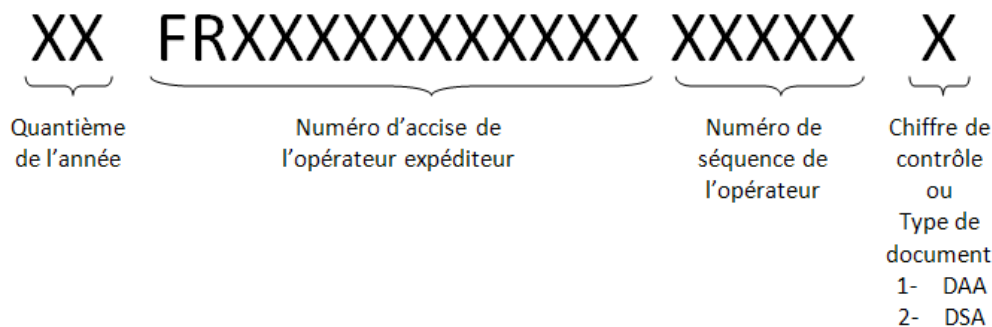 XX FRXXXXXXXXXXX XXXXX X
Quantième
de l'année
Numéro d'accise de
l'opérateur expéditeur
Numéro de
séquence de
l'opérateur
Chiffre de
contrôle
ou
Type de
document
1- DAA
2- DSA